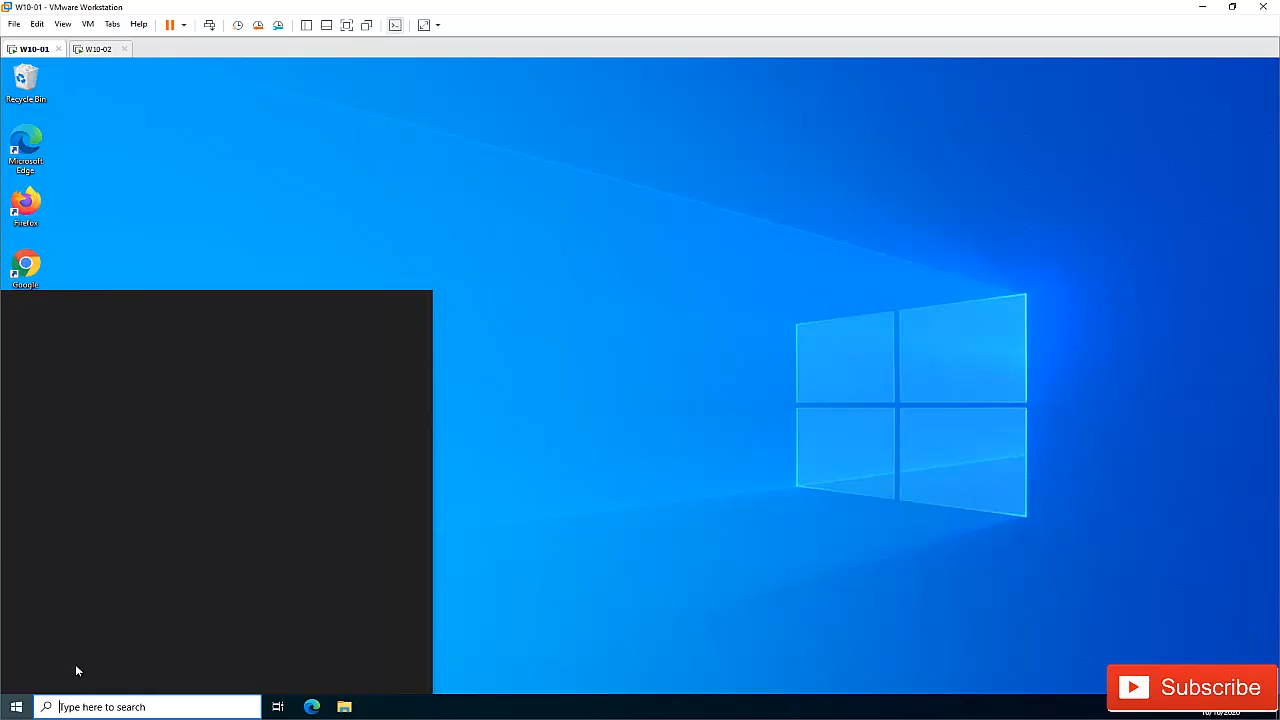 W10-01 - VMware Workstation
File Edit View VM Tabs Help
W10-01 W10-02
Recycle Bin
Microsoft
Edge
Firefox
Google
Type here to search
Subscribe